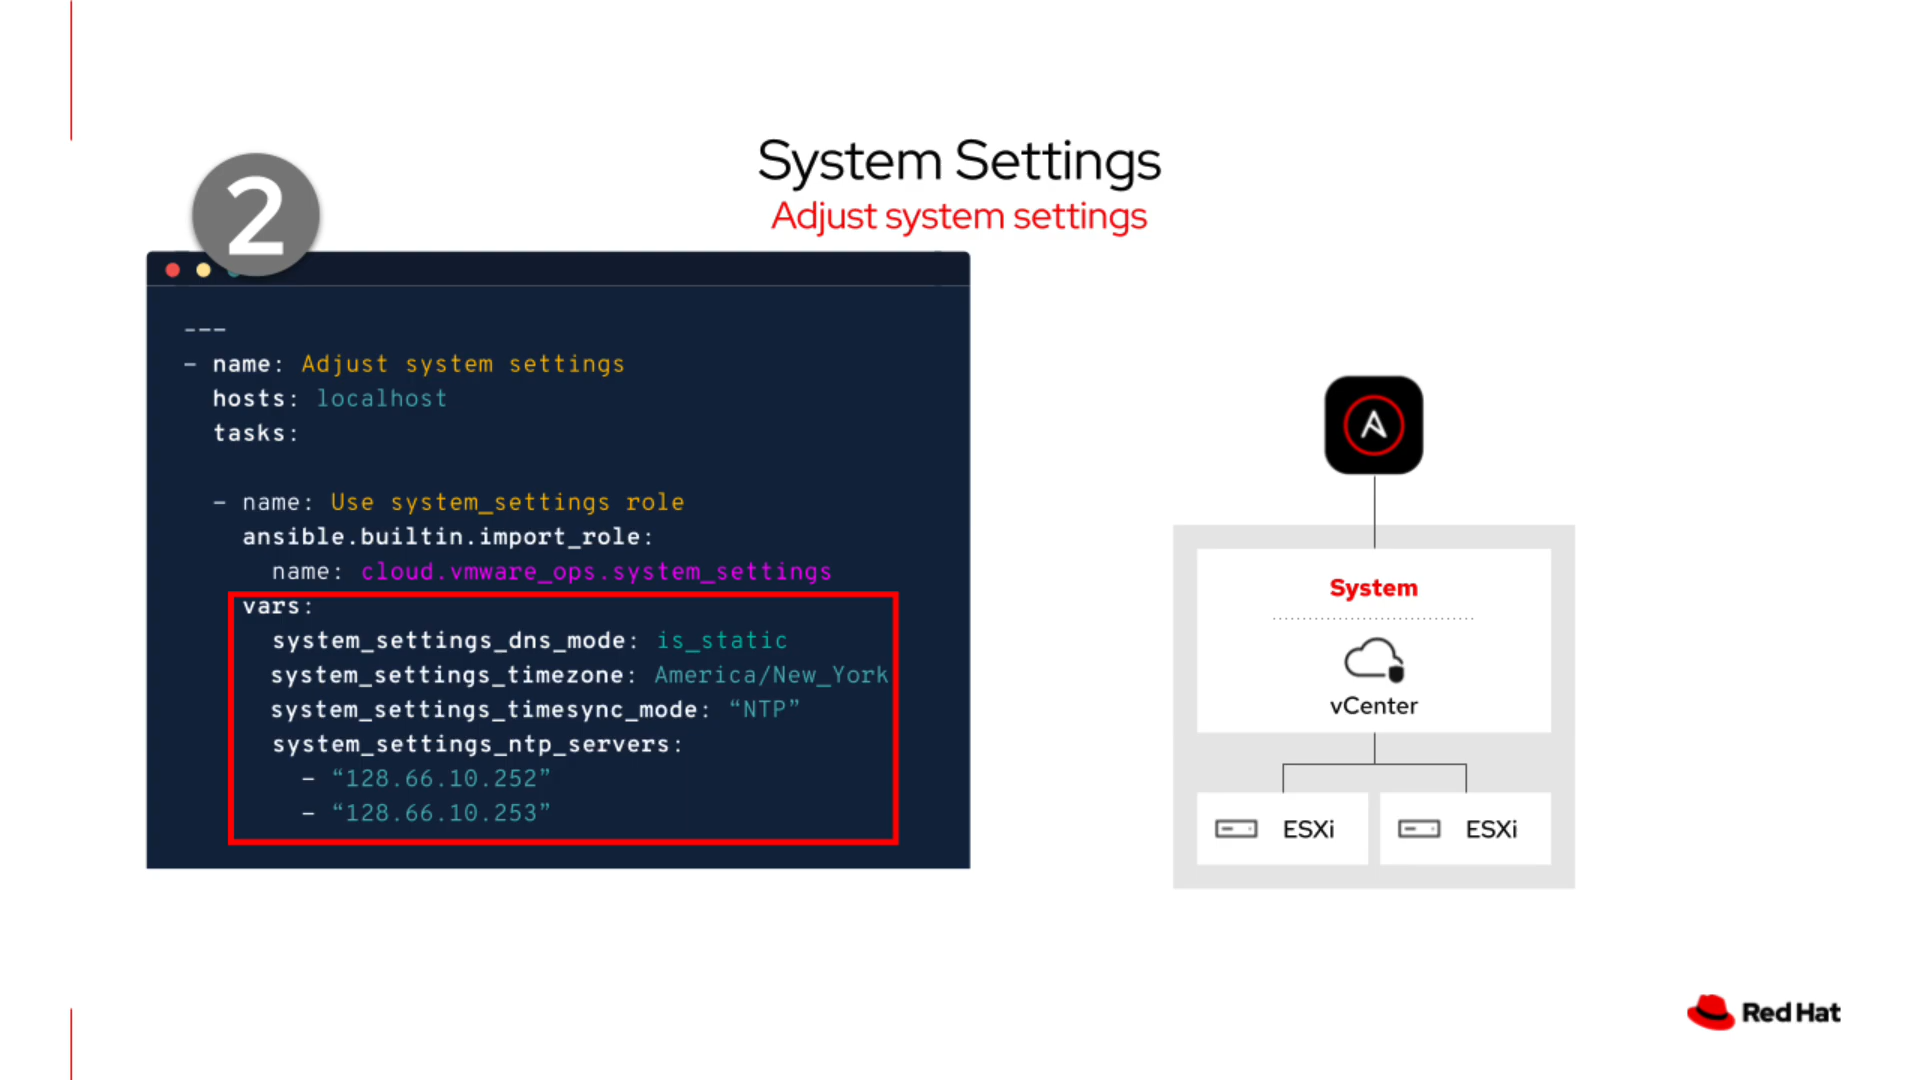 System Settings
Adjust system settings
2
---
- name: Adjust system settings
hosts: localhost
tasks:
- name: Use system_settings role
ansible.builtin.import_role:
name: cloud.vmware_ops.system_settings
vars:
system_settings_dns_mode: is_static
system_settings_timezone: America/New_York
system_settings_timesync_mode: “NTP”
system_settings_ntp_servers:
- “128.66.10.252”
- “128.66.10.253”
System
vCenter
ESXi
ESXi
Red Hat